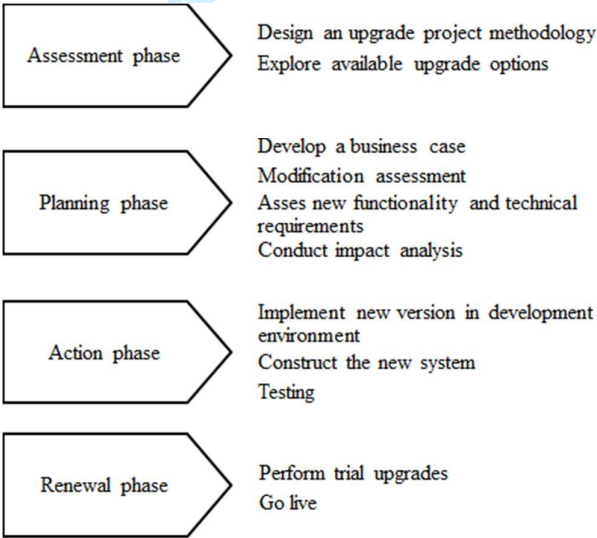 Assessment phase
Design an upgrade project methodology
Explore available upgrade options
Planning phase
Develop a business case
Modification assessment
Asses new functionality and technical
requirements
Conduct impact analysis
Action phase
Implement new version in development
environment
Construct the new system
Testing
Renewal phase
Perform trial upgrades
Go live